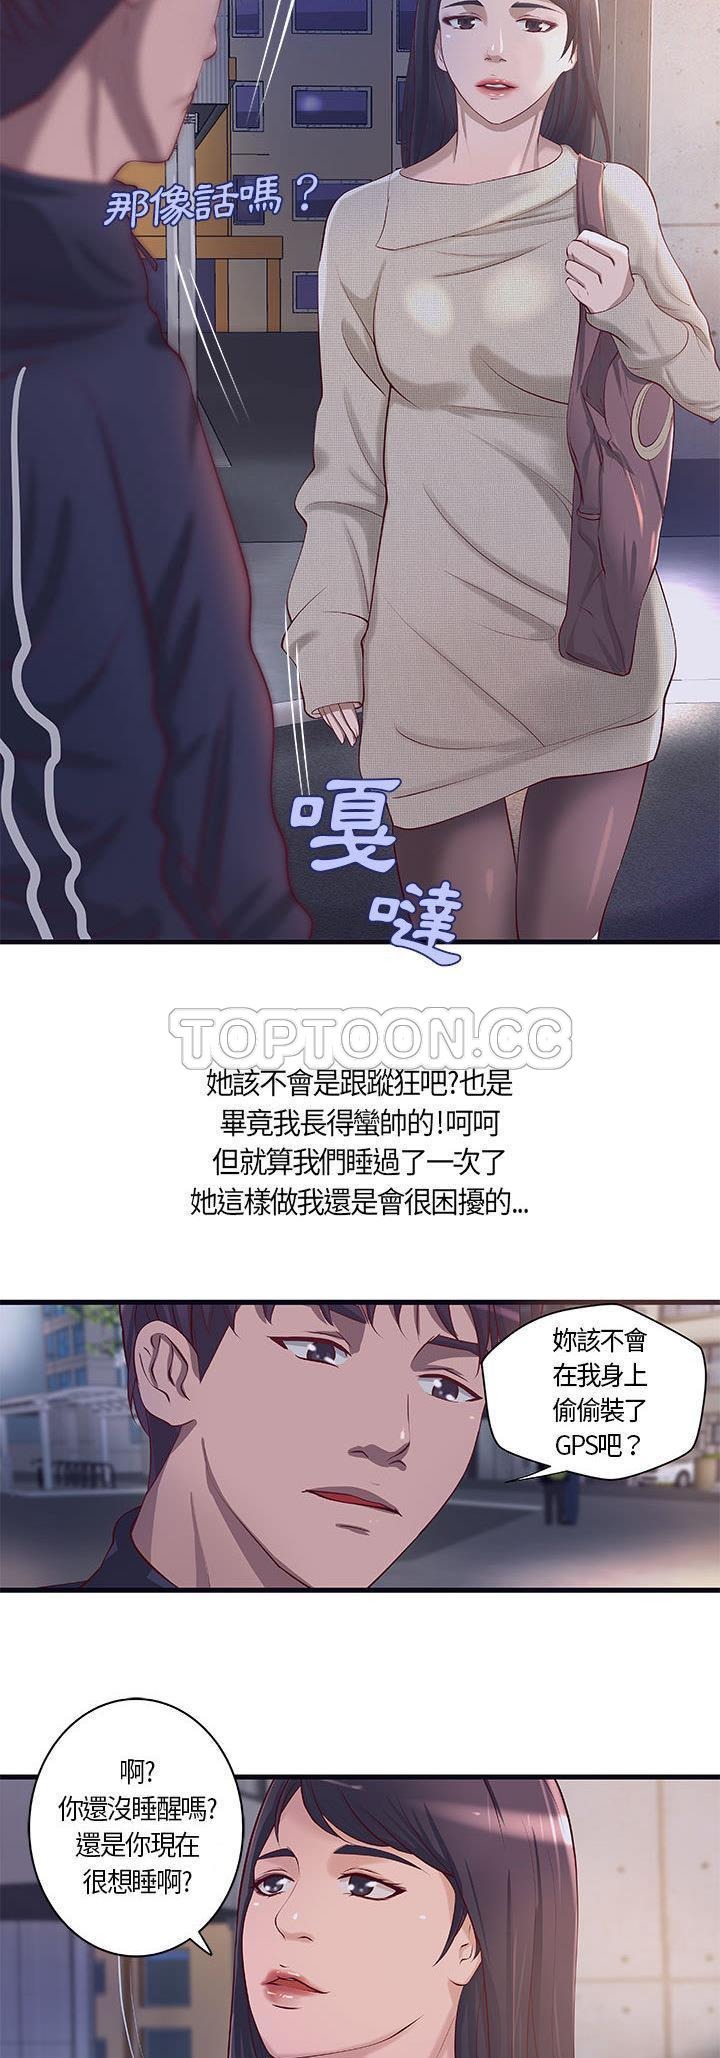 那像話嗎？
嘎
噠
TOPTOON.CC
她該不會是跟蹤狂吧?也是
畢竟我長得蠻帥的!呵呵
但就算我們睡過了一次了
她這樣做我還是會很困擾的...
妳該不會
在我身上
偷偷裝了
GPS吧？
啊?
你還沒睡醒嗎?
還是你現在
很想睡啊?